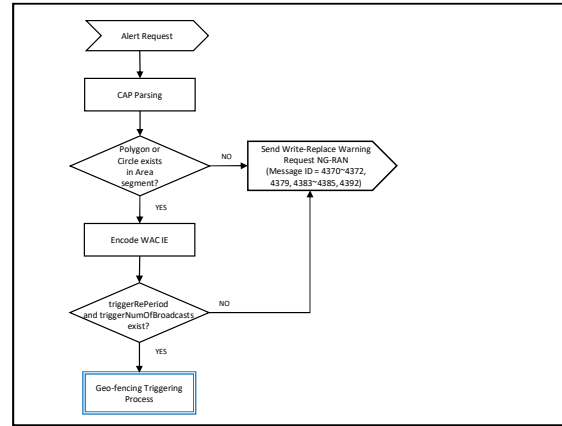 Alert Request
CAP Parsing
Polygon or
Circle exists
in Area
segment?
NO
Send Write-Replace Warning
Request NG-RAN
(Message ID = 4370~4372,
4379, 4383~4385, 4392)
YES
Encode WAC IE
triggerRePeriod
and triggerNumOfBroadcasts
exist?
NO
YES
Geo-fencing Triggering
Process